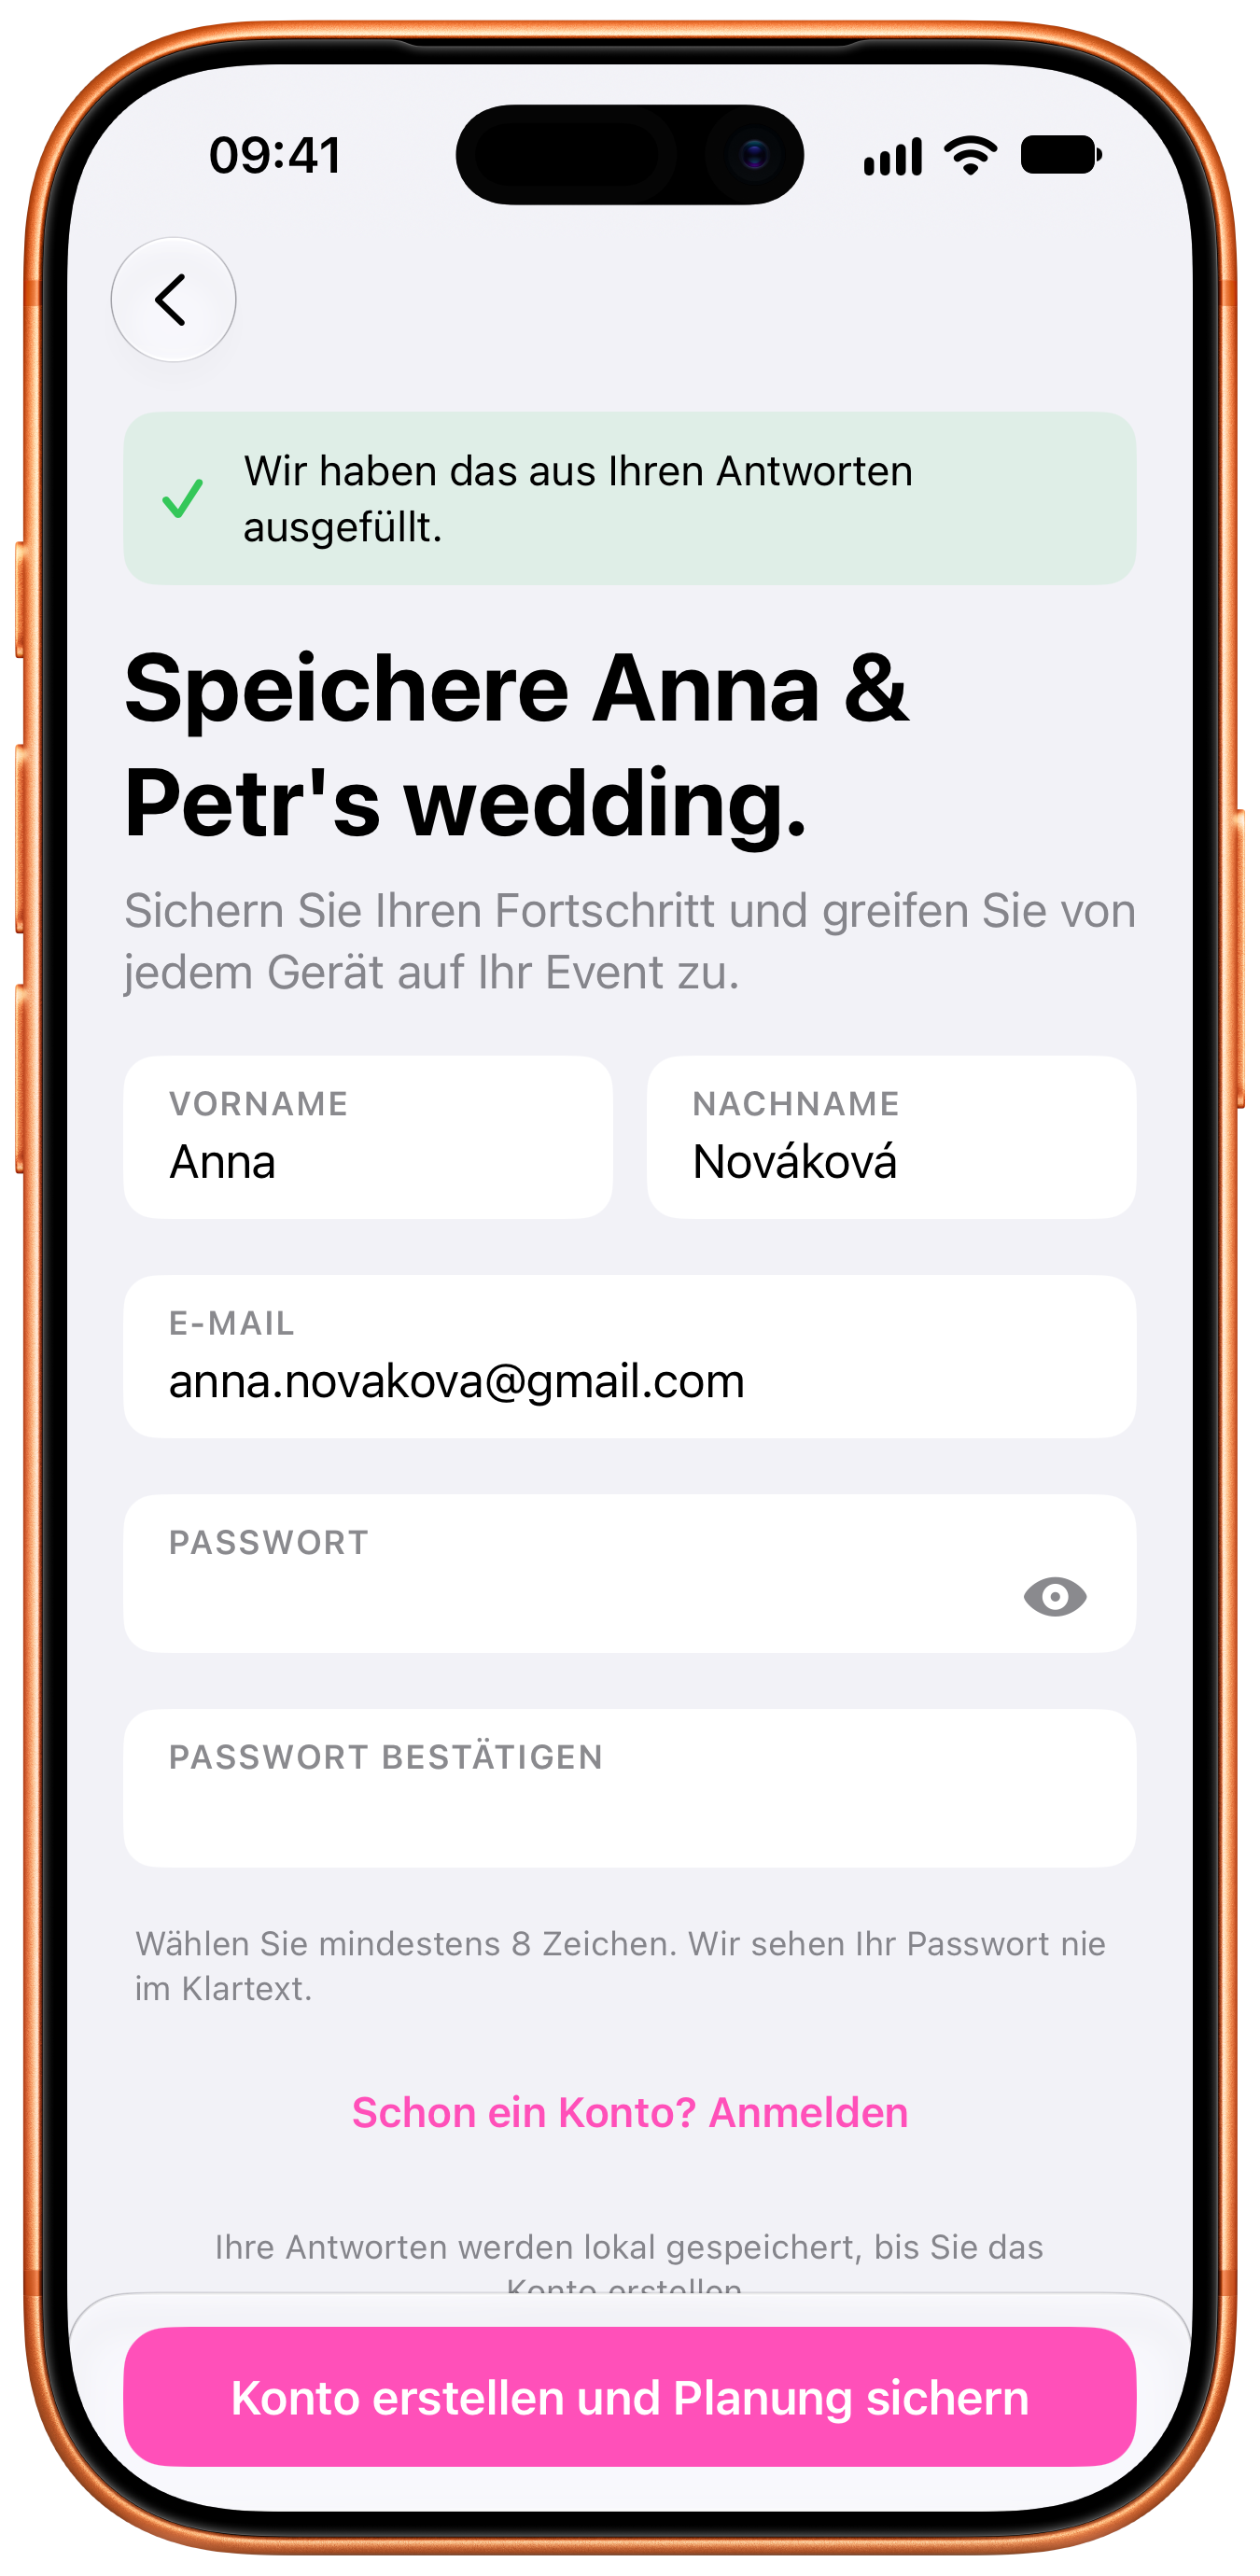 09:41
Wir haben das aus Ihren Antworten
ausgefüllt.
Speichere Anna &
Petr's wedding.
Sichern Sie Ihren Fortschritt und greifen Sie von
jedem Gerät auf Ihr Event zu.
VORNAME
Anna
NACHNAME
Nováková
E-MAIL
anna.novakova@gmail.com
PASSWORT
PASSWORT BESTÄTIGEN
Wählen Sie mindestens 8 Zeichen. Wir sehen Ihr Passwort nie
im Klartext.
Schon ein Konto? Anmelden
Ihre Antworten werden lokal gespeichert, bis Sie das
Konto erstellen
Konto erstellen und Planung sichern